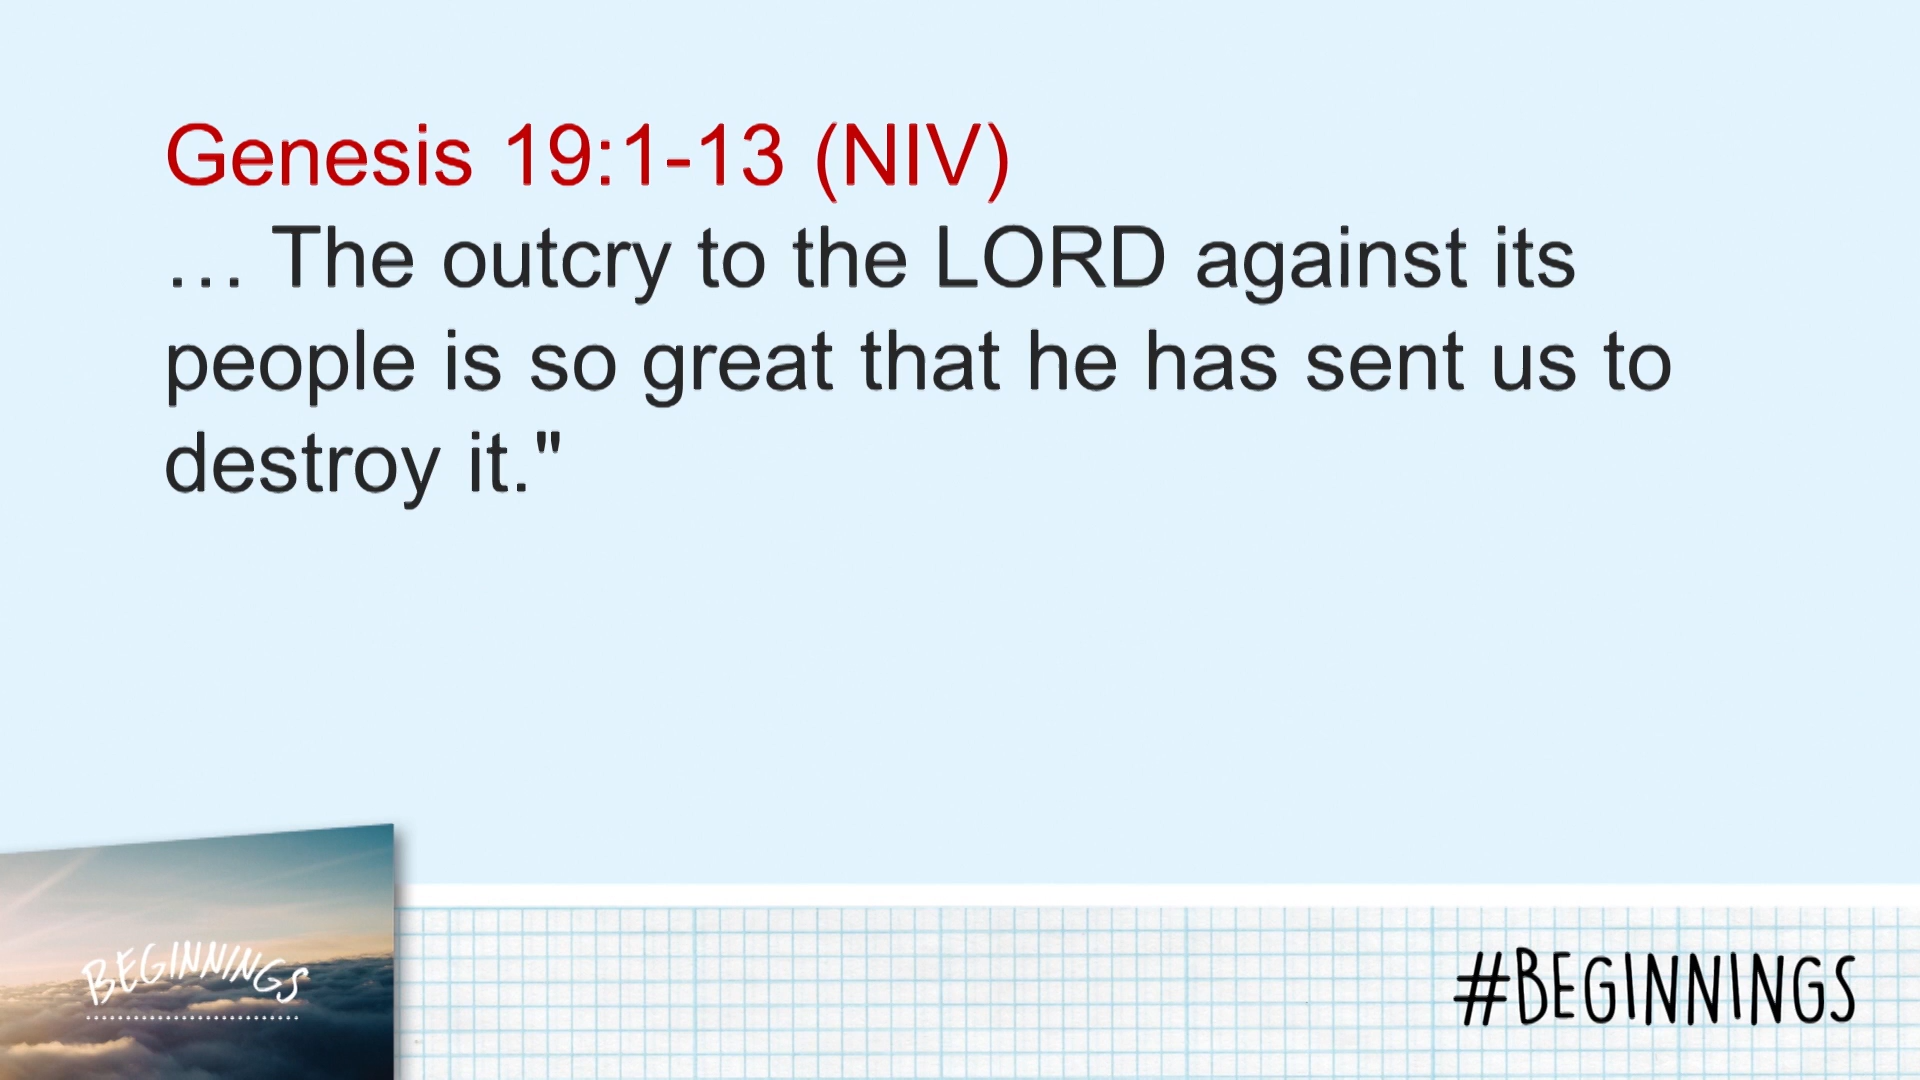 Genesis 19:1-13 (NIV)
… The outcry to the LORD against its
people is so great that he has sent us to
destroy it."
BEGINNINGS
#BEGINNINGS